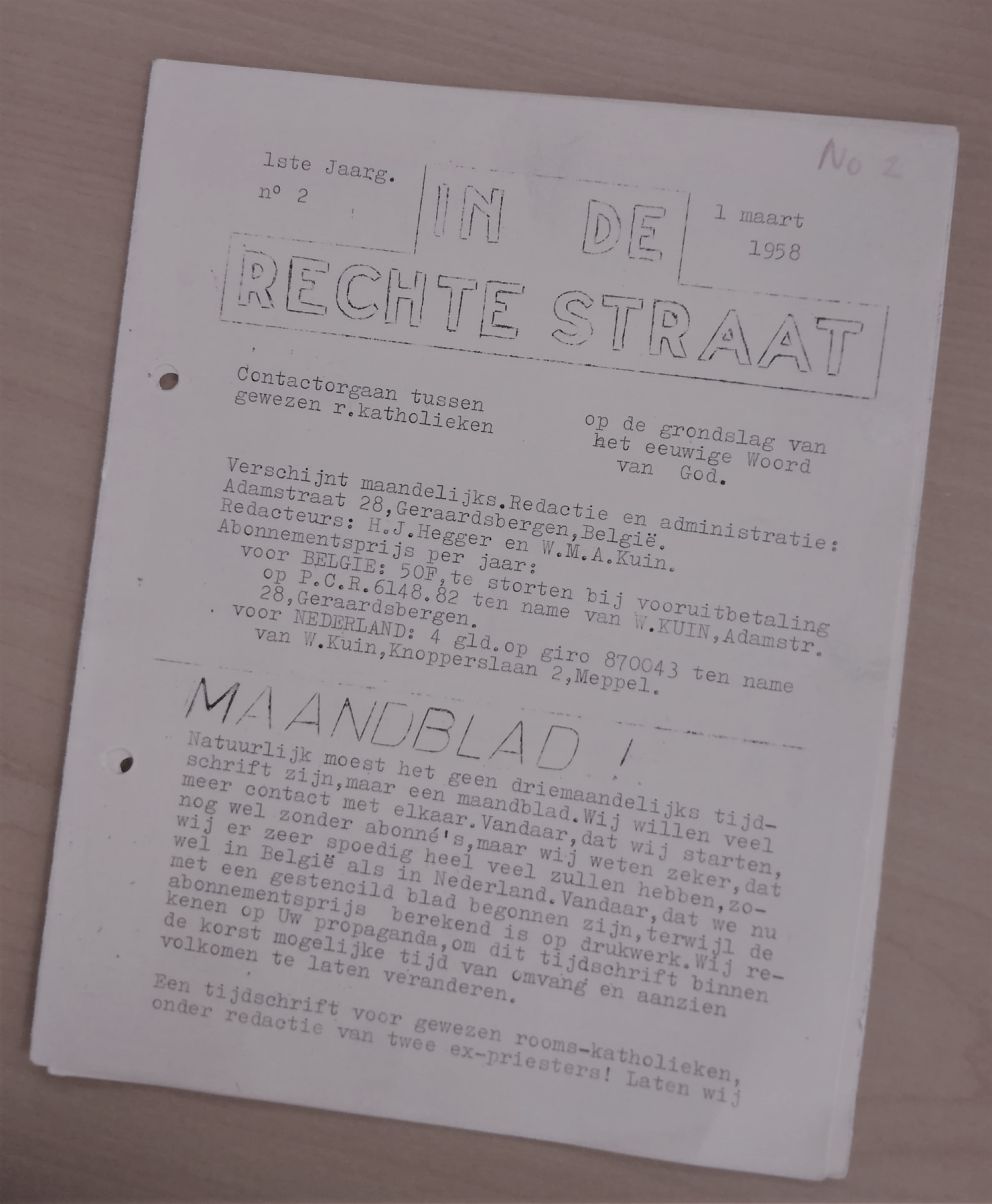 No 2
1ste Jaarg.
nº 2
1 maart
1958
IN DE
RECHTE STRAAT
Contactorgaan tussen
gewezen r.katholieken
op de grondslag van
het eeuwige Woord
van God.
Verschijnt maandelijks.Redactie en administratie:
Adamstraat 28,Geraardsbergen,België.
Redacteurs: H.J.Hegger en W.M.A.Kuin.
Abonnementsprijs per jaar:
voor BELGIE: 50F,te storten bij vooruitbetaling
op P.C.R.6148.82 ten name van W.KUIN,Adamstr.
28,Geraardsbergen.
voor NEDERLAND: 4 gld.op giro 870043 ten name
van W.Kuin,Knopperslaan 2,Meppel.
MAANDBLAD !
Natuurlijk moest het geen driemaandelijks tijd-
schrift zijn,maar een maandblad.Wij willen veel
meer contact met elkaar.Vandaar,dat wij starten,
nog wel zonder abonné's,maar wij weten zeker,dat
wij er zeer spoedig heel veel zullen hebben,zo-
wel in België als in Nederland.Vandaar,dat we nu
met een gestencild blad begonnen zijn,terwijl de
abonnementsprijs berekend is op drukwerk.Wij re-
kenen op Uw propaganda,om dit tijdschrift binnen
de korst mogelijke tijd van omvang en aanzien
volkomen te laten veranderen.
Een tijdschrift voor gewezen rooms-katholieken,
onder redactie van twee ex-priesters! Laten wij